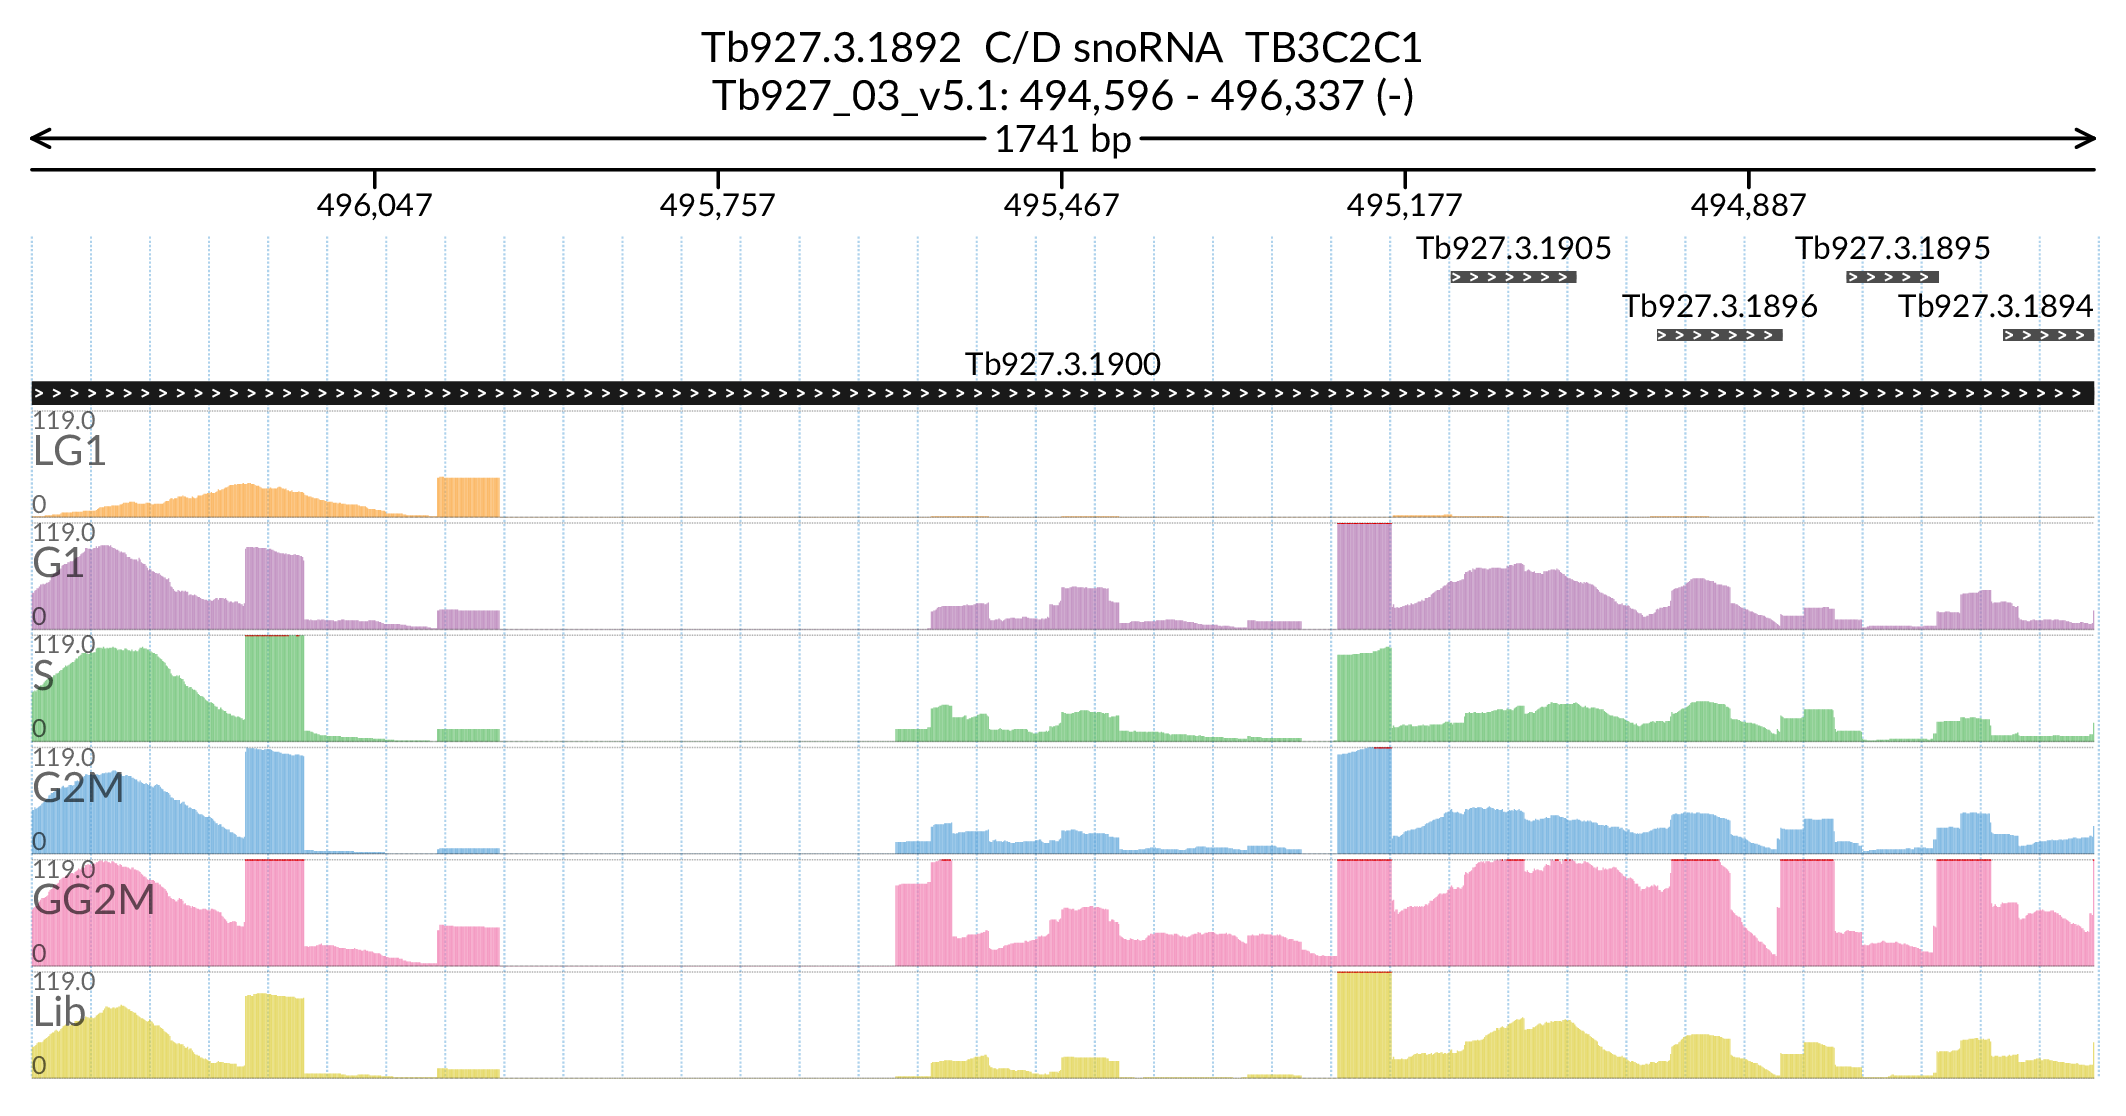 Tb927.3.1892  C/D snoRNA  TB3C2C1
Tb927_03_v5.1: 494,596 - 496,337 (-)
1741 bp
496,047 495,757 495,467 495,177 494,887
Tb927.3.1905 Tb927.3.1895
Tb927.3.1896 Tb927.3.1894
Tb927.3.1900
119.0
LG1
0
119.0
G1
0
119.0
S
0
119.0
G2M
0
119.0
GG2M
0
119.0
Lib
0